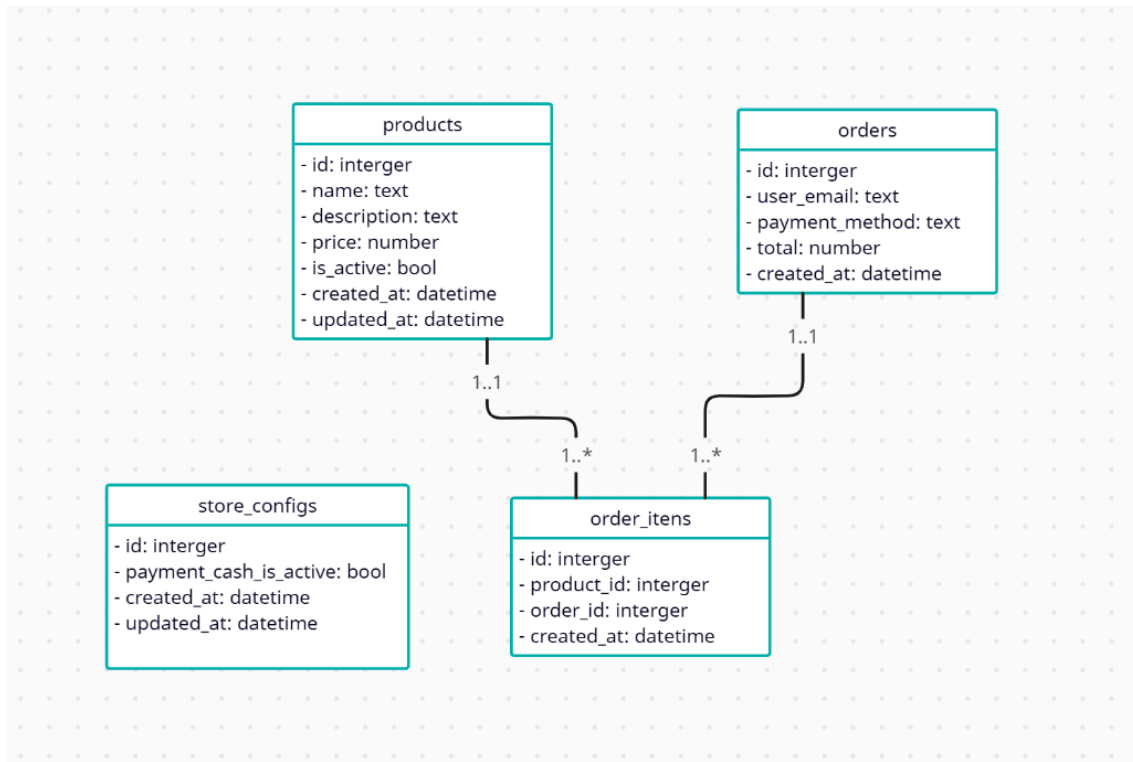 products
- id: interger
- name: text
- description: text
- price: number
- is_active: bool
- created_at: datetime
- updated_at: datetime
orders
- id: interger
- user_email: text
- payment_method: text
- total: number
- created_at: datetime
1..1
1..1
1..*
1..*
store_configs
- id: interger
- payment_cash_is_active: bool
- created_at: datetime
- updated_at: datetime
order_itens
- id: interger
- product_id: interger
- order_id: interger
- created_at: datetime